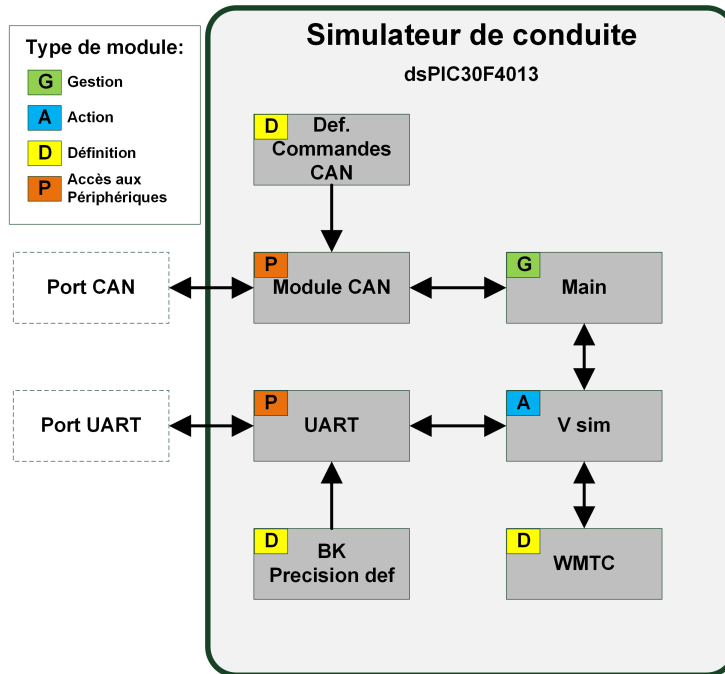 Type de module:
G Gestion
A Action
D Définition
P Accès aux
Périphériques
Simulateur de conduite
dsPIC30F4013
D Def.
Commandes
CAN
Port CAN
P
Module CAN
G
Main
Port UART
P
UART
A
V sim
D
BK
Precision def
D
WMTC